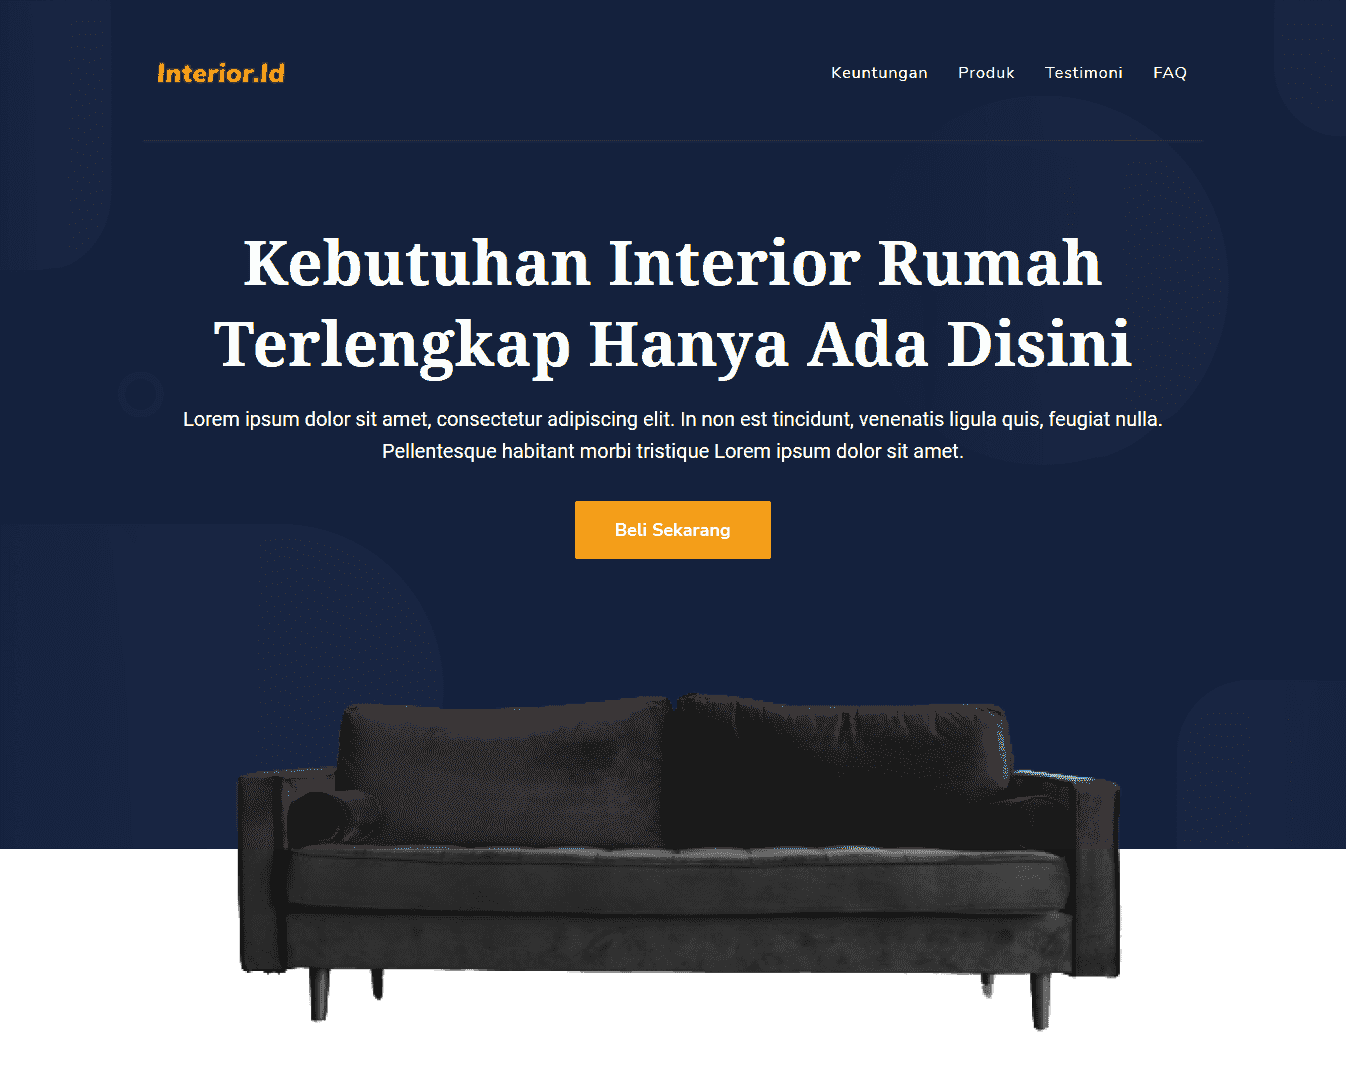 Interior.Id
Keuntungan Produk Testimoni FAQ
Kebutuhan Interior Rumah
Terlengkap Hanya Ada Disini
Lorem ipsum dolor sit amet, consectetur adipiscing elit. In non est tincidunt, venenatis ligula quis, feugiat nulla.
Pellentesque habitant morbi tristique Lorem ipsum dolor sit amet.
Beli Sekarang